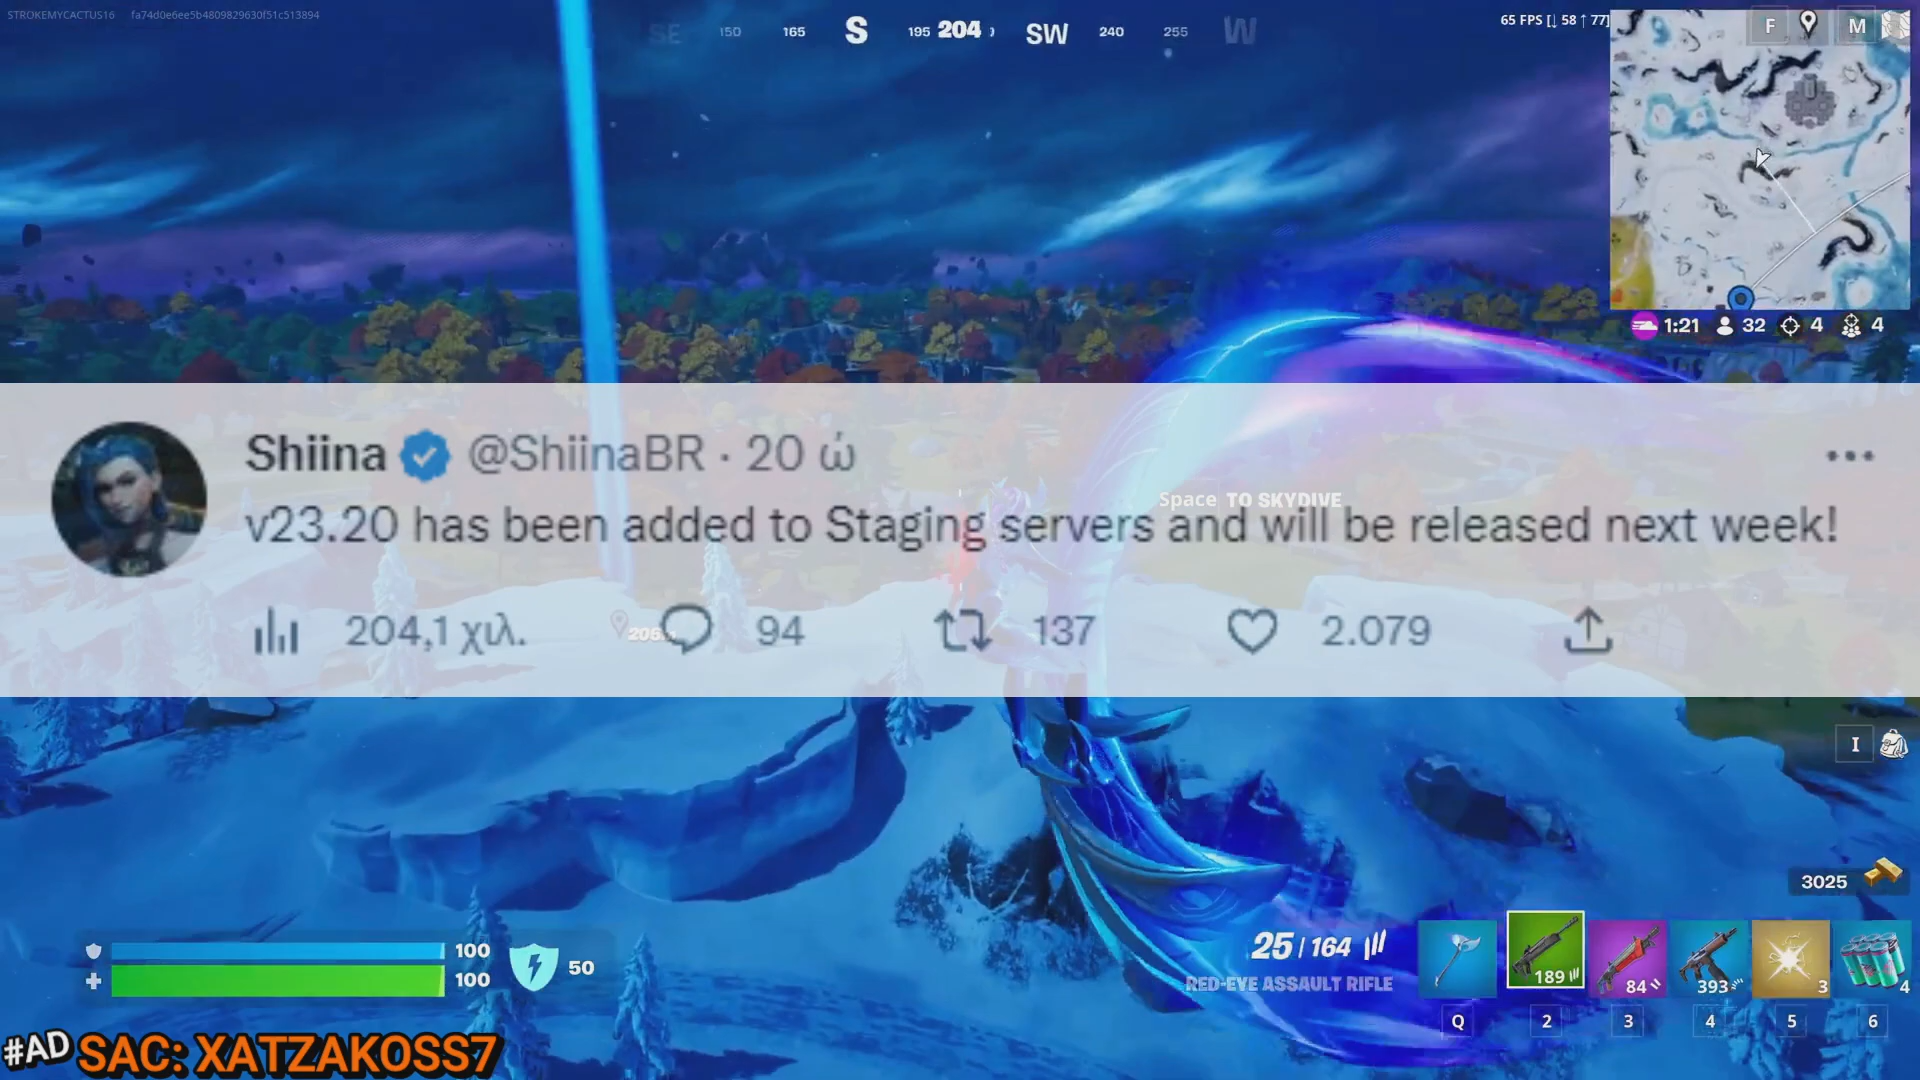 STROKEMYCACTUS16 fa74d0e6ee5b4809829630f51c513894
SE 150 165 S 195 204 SW 240 255 W
65 FPS [↓ 58 ↑ 77]
F M
1:21 32 4 4
Shiina @ShiinaBR · 20 ώ
Space TO SKYDIVE
v23.20 has been added to Staging servers and will be released next week!
204,1 χιλ. 94 137 2.079
I
3025
100
100
50
25 / 164
RED-EYE ASSAULT RIFLE
189 84 393 3 4
Q 2 3 4 5 6
#AD SAC: XATZAKOSS7